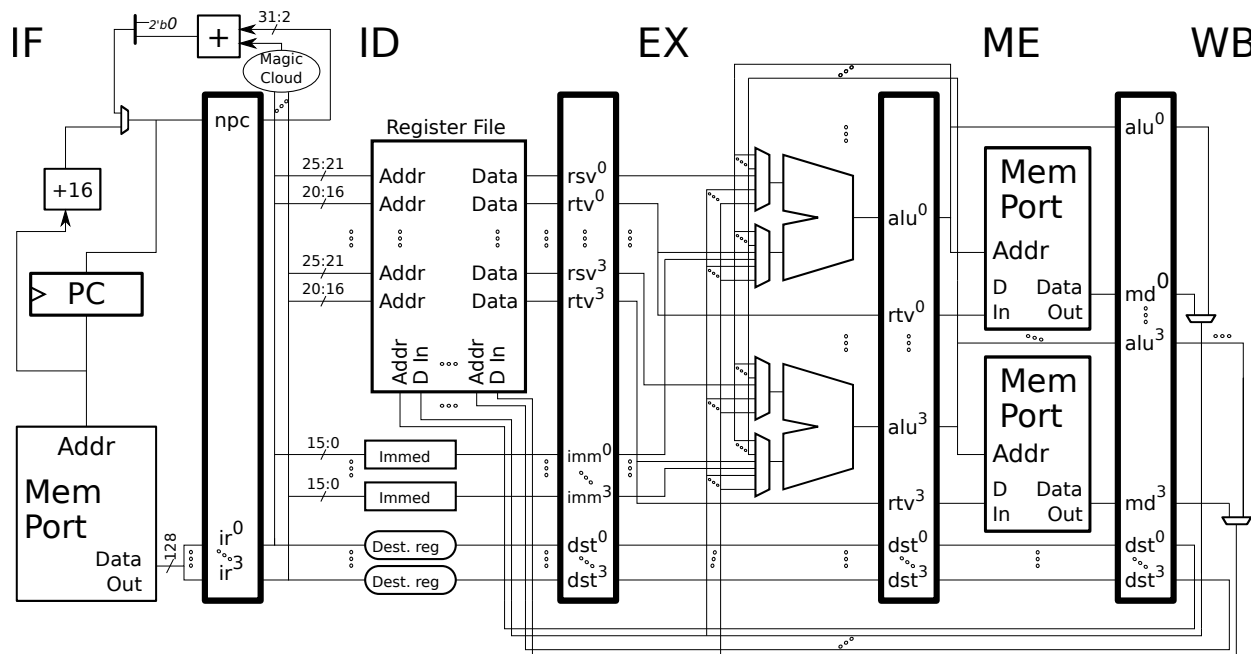 IF
ID
EX
ME
WB
2'b0
31:2
+
Magic
Cloud
npc
+16
PC
Addr
Mem
Port
Data
Out
128
ir0
ir3
Register File
25:21
Addr
Data
20:16
Addr
Data
25:21
Addr
Data
20:16
Addr
Data
Addr
D In
Addr
D In
15:0
Immed
15:0
Immed
Dest. reg
Dest. reg
rsv0
rtv0
rsv3
rtv3
imm0
imm3
dst0
dst3
alu0
rtv0
alu3
rtv3
dst0
dst3
Mem
Port
Addr
D
In
Data
Out
Mem
Port
Addr
D
In
Data
Out
alu0
md0
alu3
md3
dst0
dst3